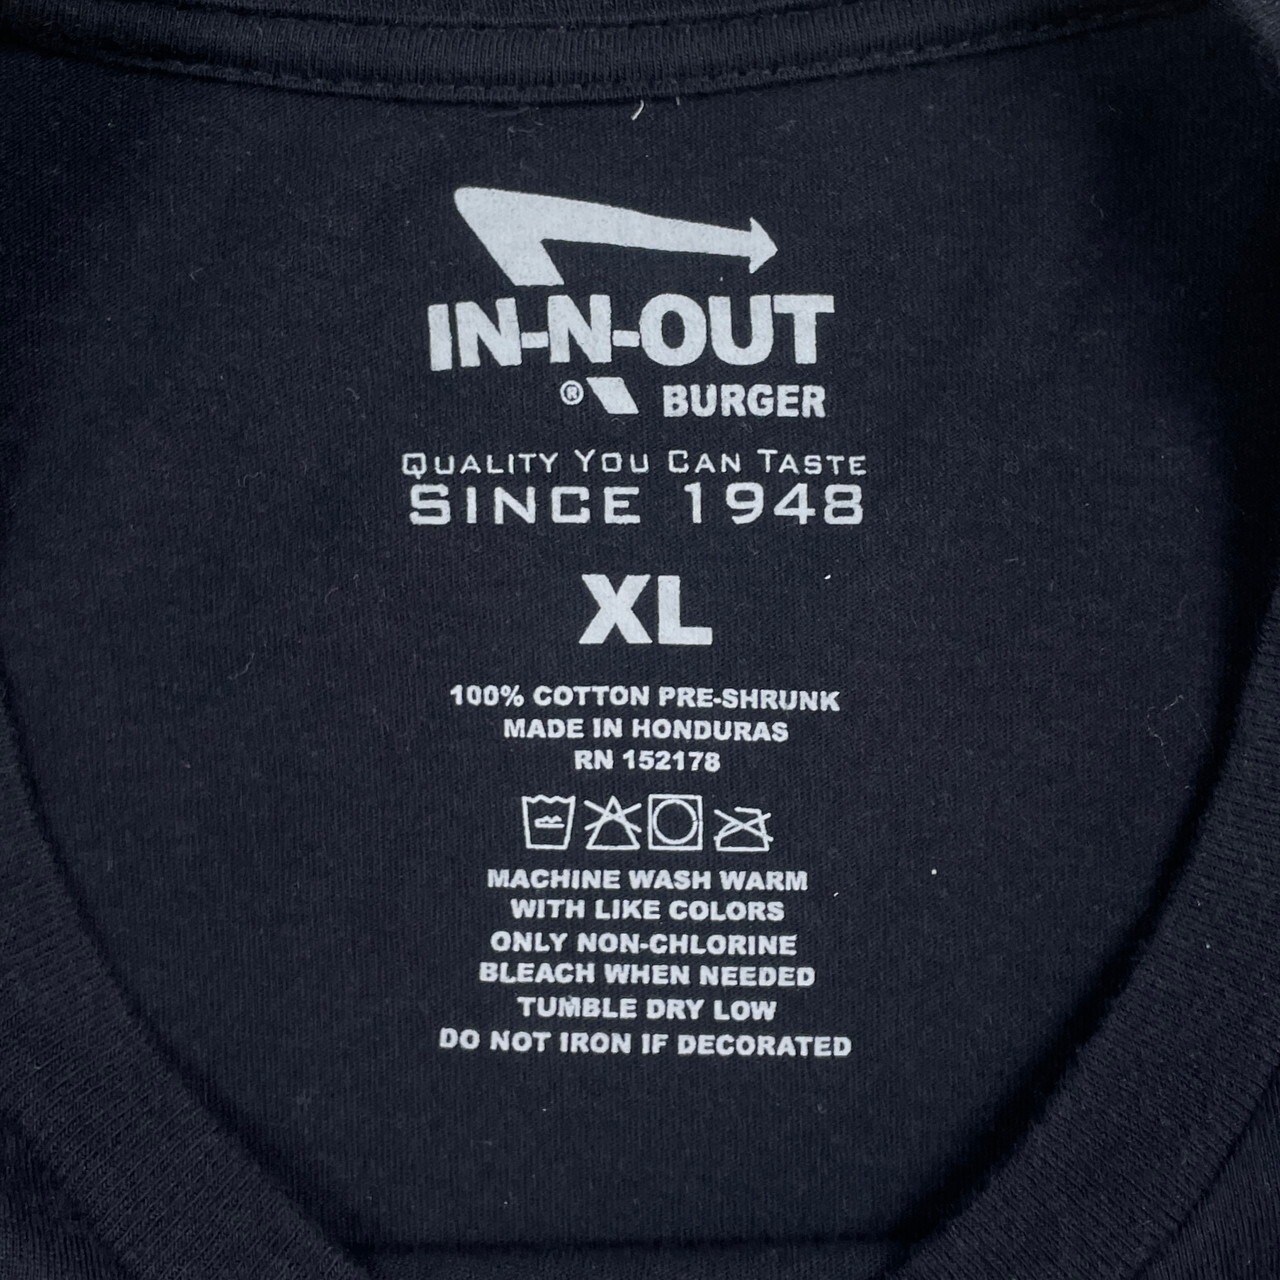 IN-N-OUT
® BURGER
QUALITY YOU CAN TASTE
SINCE 1948
XL
100% COTTON PRE-SHRUNK
MADE IN HONDURAS
RN 152178
MACHINE WASH WARM
WITH LIKE COLORS
ONLY NON-CHLORINE
BLEACH WHEN NEEDED
TUMBLE DRY LOW
DO NOT IRON IF DECORATED